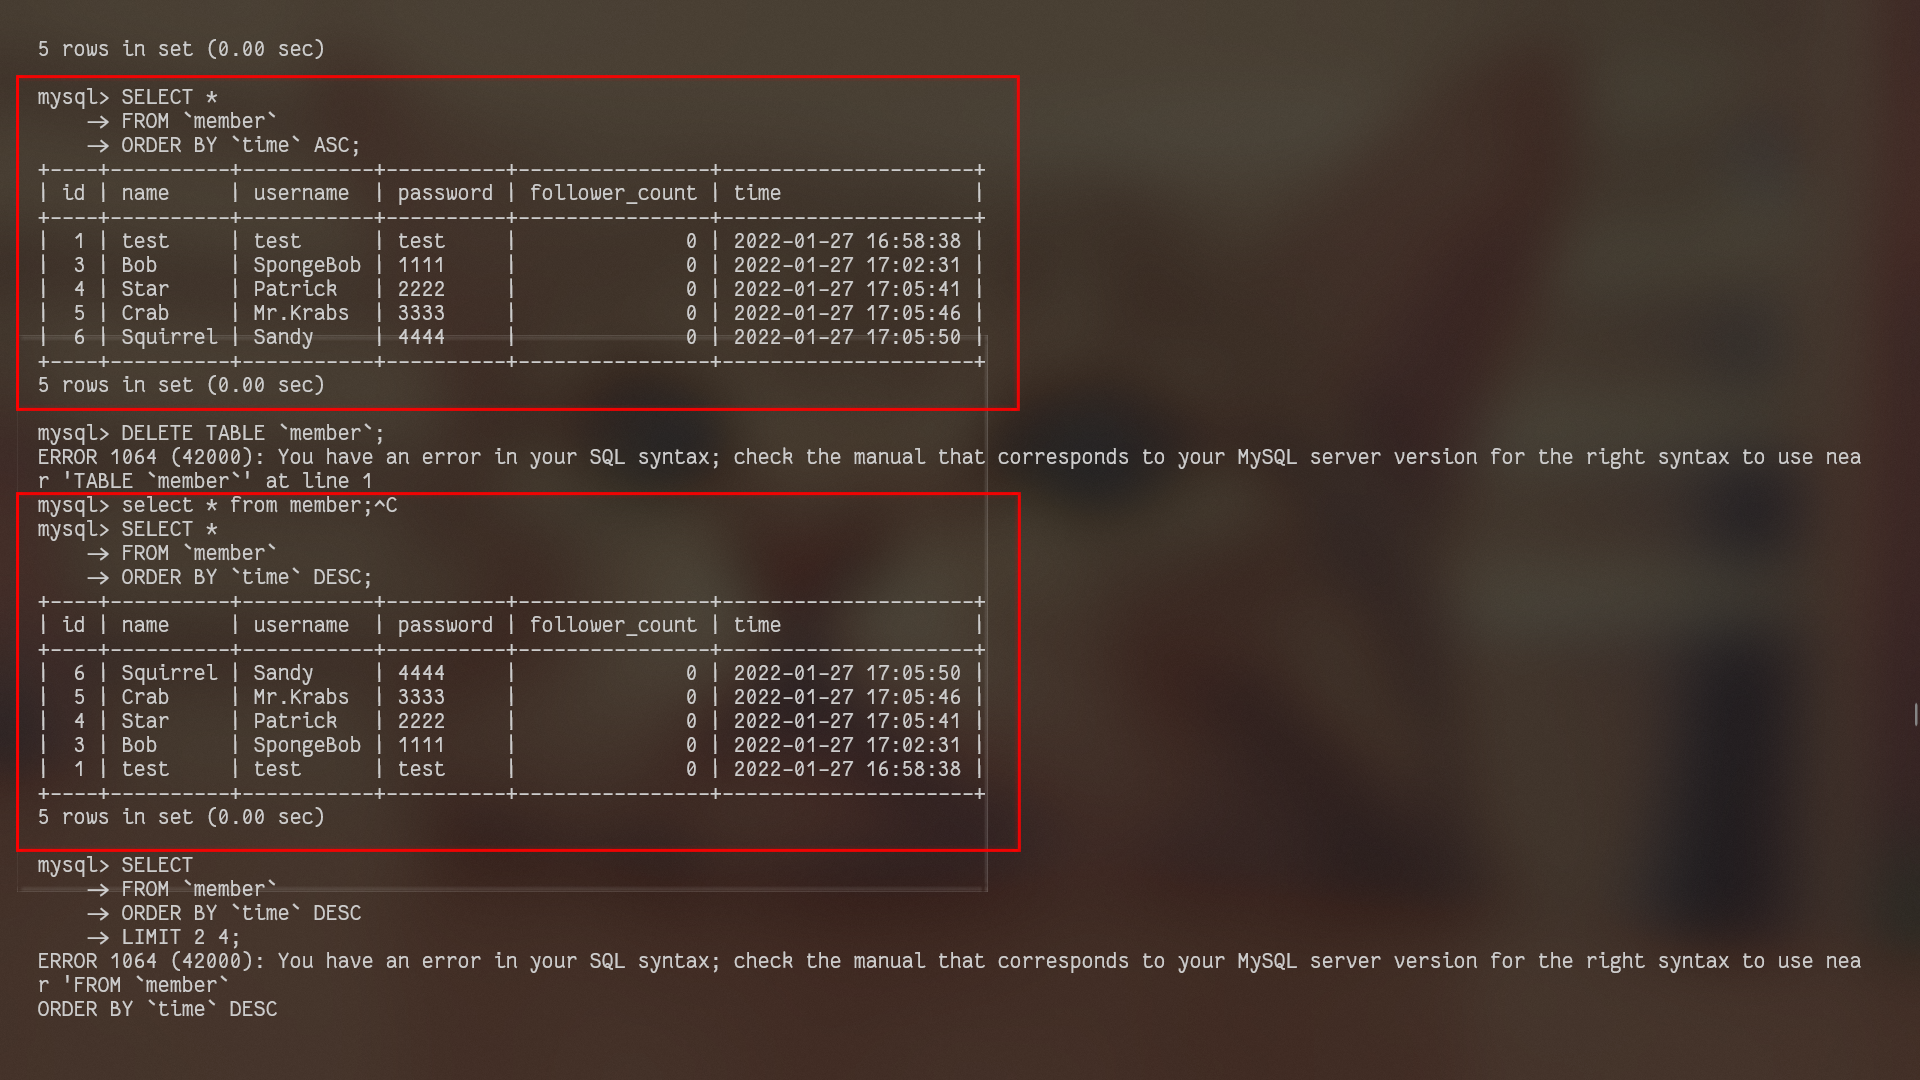 5 rows in set (0.00 sec)
mysql> SELECT *
    -> FROM `member`
    -> ORDER BY `time` ASC;
+----+----------+-----------+----------+----------------+---------------------+
| id | name     | username  | password | follower_count | time                |
+----+----------+-----------+----------+----------------+---------------------+
|  1 | test     | test      | test     |              0 | 2022-01-27 16:58:38 |
|  3 | Bob      | SpongeBob | 1111     |              0 | 2022-01-27 17:02:31 |
|  4 | Star     | Patrick   | 2222     |              0 | 2022-01-27 17:05:41 |
|  5 | Crab     | Mr.Krabs  | 3333     |              0 | 2022-01-27 17:05:46 |
|  6 | Squirrel | Sandy     | 4444     |              0 | 2022-01-27 17:05:50 |
+----+----------+-----------+----------+----------------+---------------------+
5 rows in set (0.00 sec)
mysql> DELETE TABLE `member`;
ERROR 1064 (42000): You have an error in your SQL syntax; check the manual that corresponds to your MySQL server version for the right syntax to use nea
r 'TABLE `member`' at line 1
mysql> select * from member;^C
mysql> SELECT *
    -> FROM `member`
    -> ORDER BY `time` DESC;
+----+----------+-----------+----------+----------------+---------------------+
| id | name     | username  | password | follower_count | time                |
+----+----------+-----------+----------+----------------+---------------------+
|  6 | Squirrel | Sandy     | 4444     |              0 | 2022-01-27 17:05:50 |
|  5 | Crab     | Mr.Krabs  | 3333     |              0 | 2022-01-27 17:05:46 |
|  4 | Star     | Patrick   | 2222     |              0 | 2022-01-27 17:05:41 |
|  3 | Bob      | SpongeBob | 1111     |              0 | 2022-01-27 17:02:31 |
|  1 | test     | test      | test     |              0 | 2022-01-27 16:58:38 |
+----+----------+-----------+----------+----------------+---------------------+
5 rows in set (0.00 sec)
mysql> SELECT
    -> FROM `member`
    -> ORDER BY `time` DESC
    -> LIMIT 2 4;
ERROR 1064 (42000): You have an error in your SQL syntax; check the manual that corresponds to your MySQL server version for the right syntax to use nea
r 'FROM `member`
ORDER BY `time` DESC